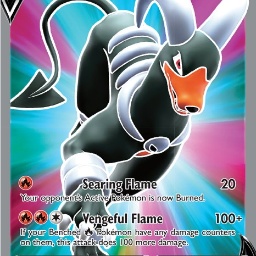 Searing Flame 20
Your opponent's Active Pokémon is now Burned.
Yengeful Flame 100+
If your Benched Pokémon have any damage counters
on them, this attack does 100 more damage.